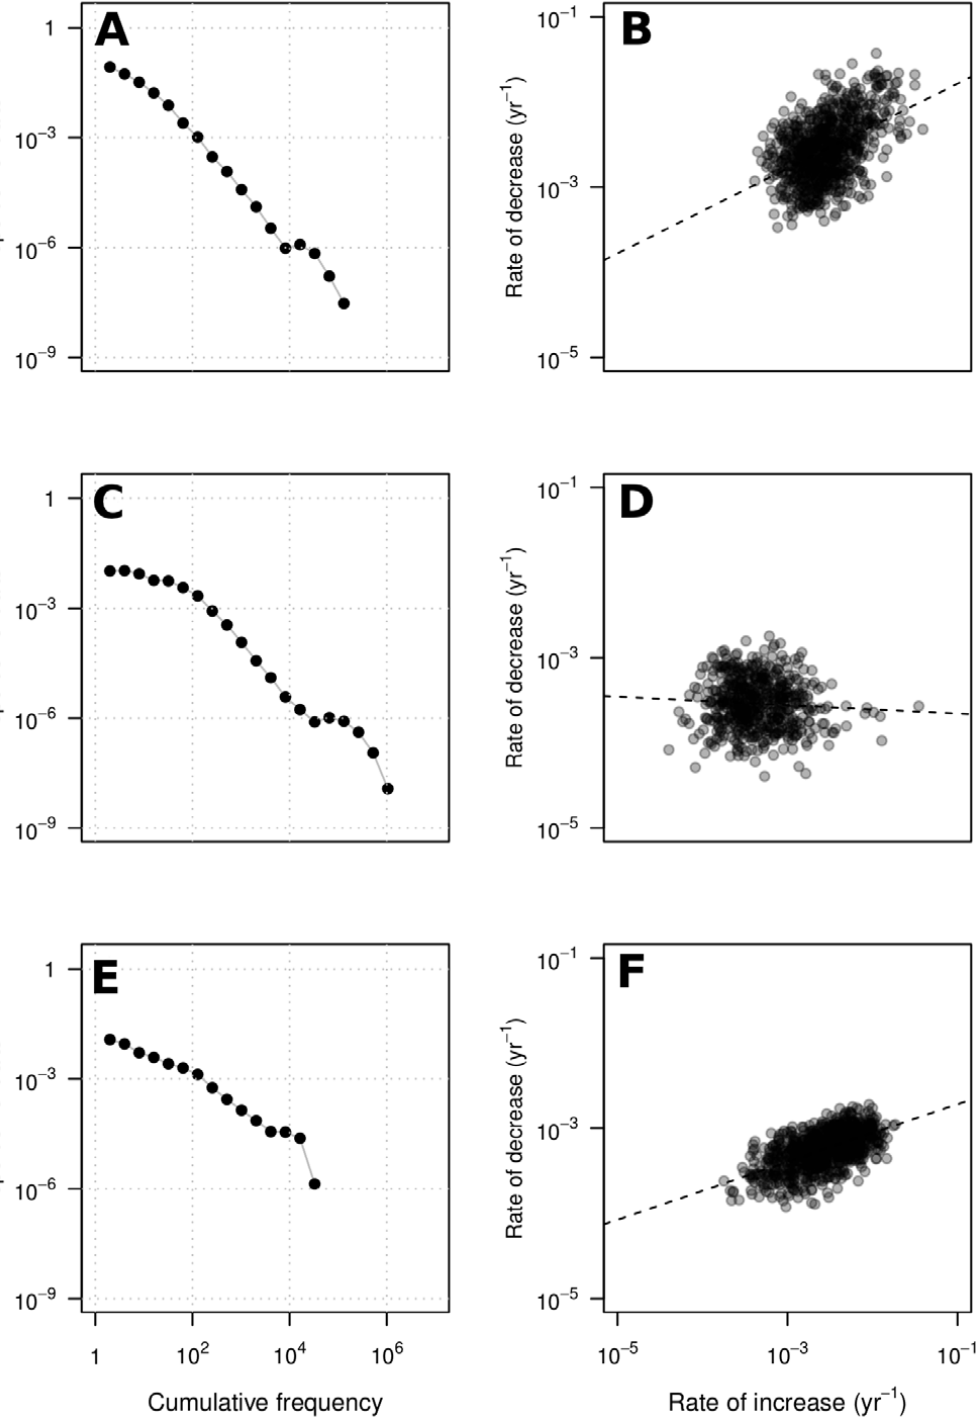 A
1
10⁻³
10⁻⁶
10⁻⁹
B
10⁻¹
10⁻³
10⁻⁵
Rate of decrease (yr⁻¹)
C
1
10⁻³
10⁻⁶
10⁻⁹
D
10⁻¹
10⁻³
10⁻⁵
Rate of decrease (yr⁻¹)
E
1
10⁻³
10⁻⁶
10⁻⁹
1 10² 10⁴ 10⁶
Cumulative frequency
F
10⁻¹
10⁻³
10⁻⁵
Rate of decrease (yr⁻¹)
10⁻⁵ 10⁻³ 10⁻¹
Rate of increase (yr⁻¹)